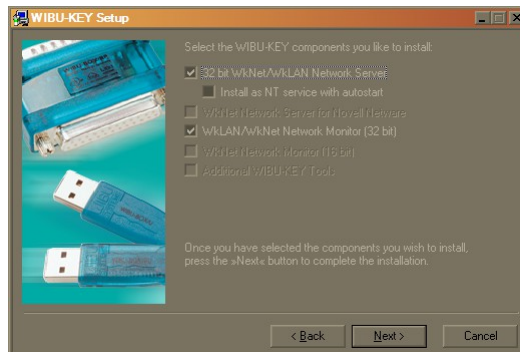 WIBU-KEY Setup
Select the WIBU-KEY components you like to install:
32 bit WkNet/WkLAN Network Server
Install as NT service with autostart
WkNet Network Server for Novell Netware
WkLAN/WkNet Network Monitor (32 bit)
WkNet Network Monitor (16 bit)
Additional WIBU-KEY Tools
Once you have selected the components you wish to install,
press the »Next« button to complete the installation.
< Back
Next >
Cancel